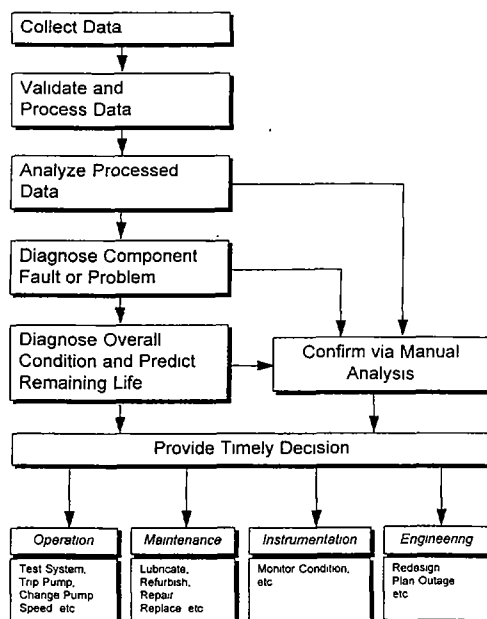 Collect Data
Validate and
Process Data
Analyze Processed
Data
Diagnose Component
Fault or Problem
Diagnose Overall
Condition and Predict
Remaining Life
Confirm via Manual
Analysis
Provide Timely Decision
Operation
Test System,
Trip Pump,
Change Pump
Speed etc
Maintenance
Lubricate,
Refurbish,
Repair
Replace etc
Instrumentation
Monitor Condition,
etc
Engineering
Redesign
Plan Outage
etc